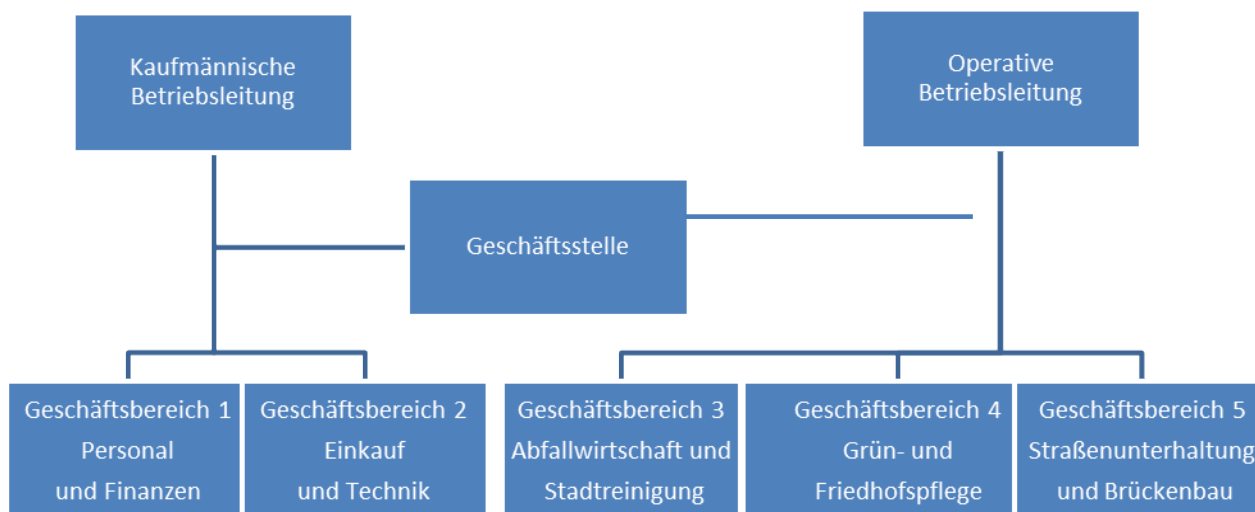 Kaufmännische
Betriebsleitung
Operative
Betriebsleitung
Geschäftsstelle
Geschäftsbereich 1
Personal
und Finanzen
Geschäftsbereich 2
Einkauf
und Technik
Geschäftsbereich 3
Abfallwirtschaft und
Stadtreinigung
Geschäftsbereich 4
Grün- und
Friedhofspflege
Geschäftsbereich 5
Straßenunterhaltung
und Brückenbau